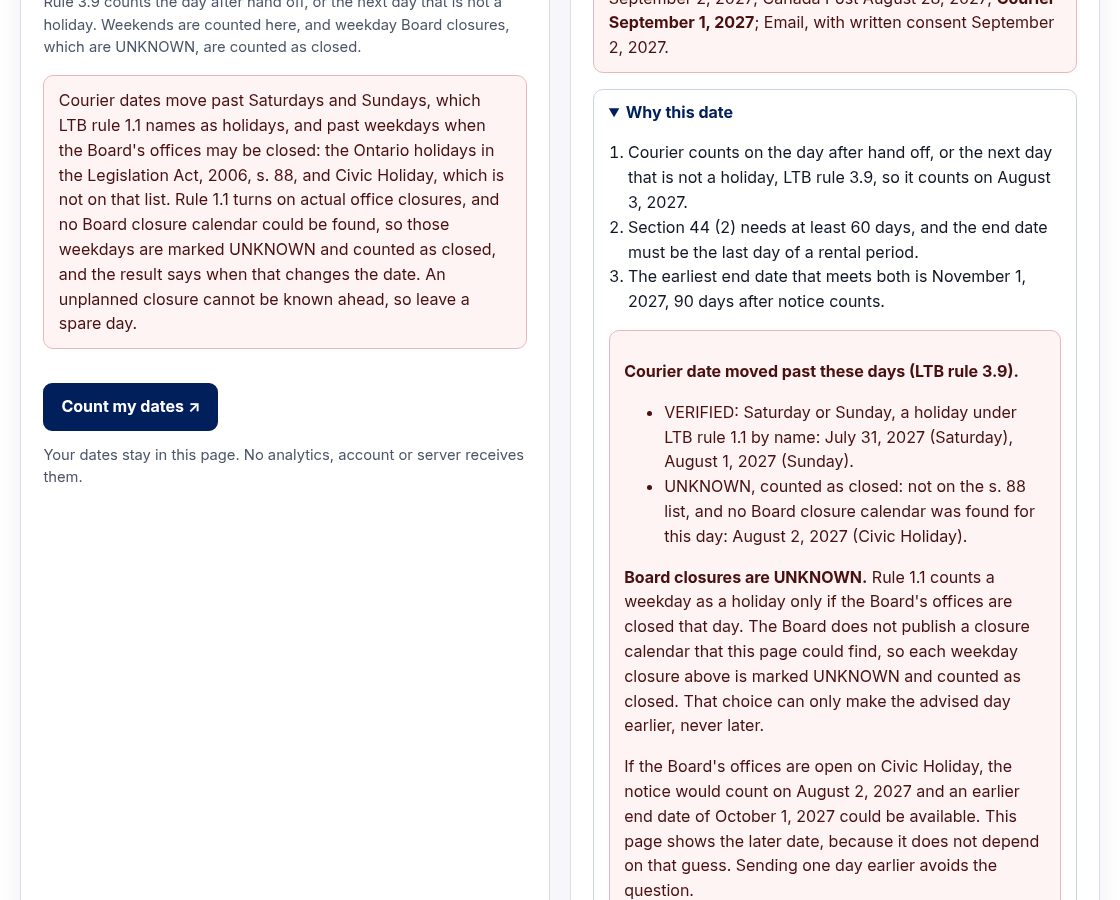 Rule 3.9 counts the day after hand off, or the next day that is not a
holiday. Weekends are counted here, and weekday Board closures,
which are UNKNOWN, are counted as closed.
Courier dates move past Saturdays and Sundays, which
LTB rule 1.1 names as holidays, and past weekdays when
the Board's offices may be closed: the Ontario holidays in
the Legislation Act, 2006, s. 88, and Civic Holiday, which is
not on that list. Rule 1.1 turns on actual office closures, and
no Board closure calendar could be found, so those
weekdays are marked UNKNOWN and counted as closed,
and the result says when that changes the date. An
unplanned closure cannot be known ahead, so leave a
spare day.
Count my dates ↗
Your dates stay in this page. No analytics, account or server receives
them.
September 2, 2027; Canada Post August 28, 2027; Courier
September 1, 2027; Email, with written consent September
2, 2027.
▼ Why this date
1. Courier counts on the day after hand off, or the next day
that is not a holiday, LTB rule 3.9, so it counts on August
3, 2027.
2. Section 44 (2) needs at least 60 days, and the end date
must be the last day of a rental period.
3. The earliest end date that meets both is November 1,
2027, 90 days after notice counts.
Courier date moved past these days (LTB rule 3.9).
• VERIFIED: Saturday or Sunday, a holiday under
LTB rule 1.1 by name: July 31, 2027 (Saturday),
August 1, 2027 (Sunday).
• UNKNOWN, counted as closed: not on the s. 88
list, and no Board closure calendar was found for
this day: August 2, 2027 (Civic Holiday).
Board closures are UNKNOWN. Rule 1.1 counts a
weekday as a holiday only if the Board's offices are
closed that day. The Board does not publish a closure
calendar that this page could find, so each weekday
closure above is marked UNKNOWN and counted as
closed. That choice can only make the advised day
earlier, never later.
If the Board's offices are open on Civic Holiday, the
notice would count on August 2, 2027 and an earlier
end date of October 1, 2027 could be available. This
page shows the later date, because it does not depend
on that guess. Sending one day earlier avoids the
question.